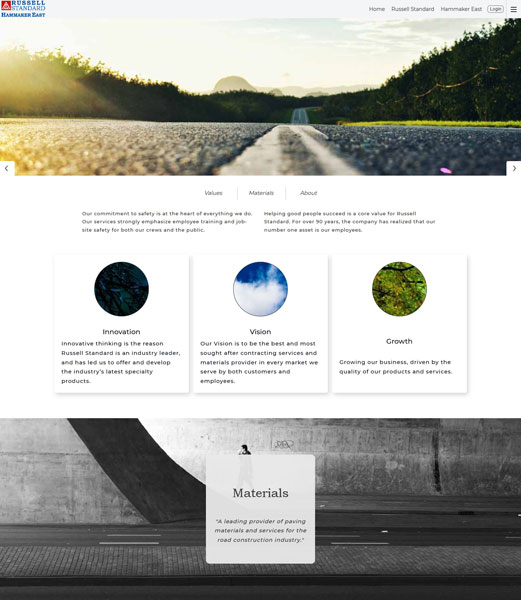 RUSSELL
STANDARD
HAMMAKER EAST
Home Russell Standard Hammaker East Login
Values Materials About
Our commitment to safety is at the heart of everything we do.
Our services strongly emphasize employee training and job-
site safety for both our crews and the public.
Helping good people succeed is a core value for Russell
Standard. For over 90 years, the company has realized that our
number one asset is our employees.
Innovation
Innovative thinking is the reason
Russell Standard is an industry leader,
and has led us to offer and develop
the industry's latest specialty
products.
Vision
Our Vision is to be the best and most
sought after contracting services and
materials provider in every market we
serve by both customers and
employees.
Growth
Growing our business, driven by the
quality of our products and services.
Materials
"A leading provider of paving
materials and services for the
road construction industry."